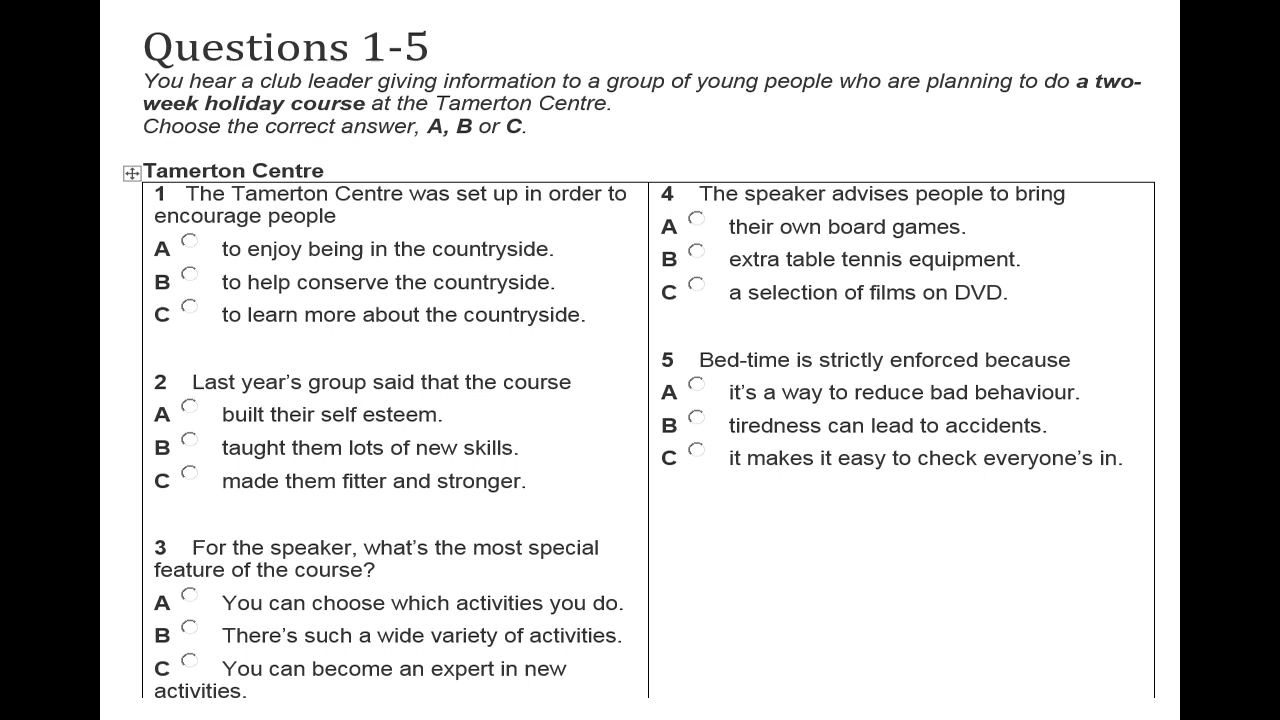 Questions 1-5
You hear a club leader giving information to a group of young people who are planning to do a two-
week holiday course at the Tamerton Centre.
Choose the correct answer, A, B or C.
Tamerton Centre
1 The Tamerton Centre was set up in order to
encourage people
A to enjoy being in the countryside.
B to help conserve the countryside.
C to learn more about the countryside.
2 Last year’s group said that the course
A built their self esteem.
B taught them lots of new skills.
C made them fitter and stronger.
3 For the speaker, what’s the most special
feature of the course?
A You can choose which activities you do.
B There’s such a wide variety of activities.
C You can become an expert in new
activities.
4 The speaker advises people to bring
A their own board games.
B extra table tennis equipment.
C a selection of films on DVD.
5 Bed-time is strictly enforced because
A it’s a way to reduce bad behaviour.
B tiredness can lead to accidents.
C it makes it easy to check everyone’s in.